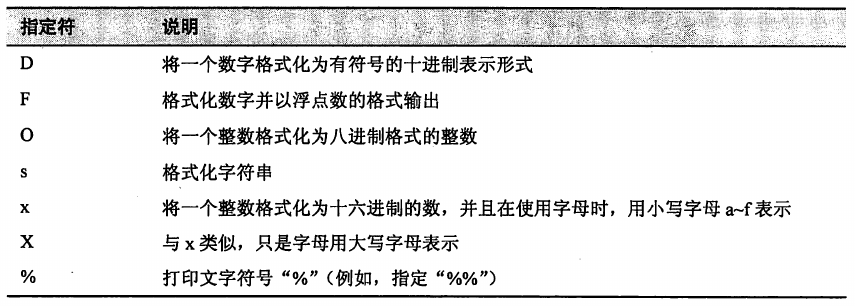 指定符 说明
D 将一个数字格式化为有符号的十进制表示形式
F 格式化数字并以浮点数的格式输出
O 将一个整数格式化为八进制格式的整数
s 格式化字符串
x 将一个整数格式化为十六进制的数，并且在使用字母时，用小写字母 a~f 表示
X 与 x 类似，只是字母用大写字母表示
% 打印文字符号“%”（例如，指定“%%”）